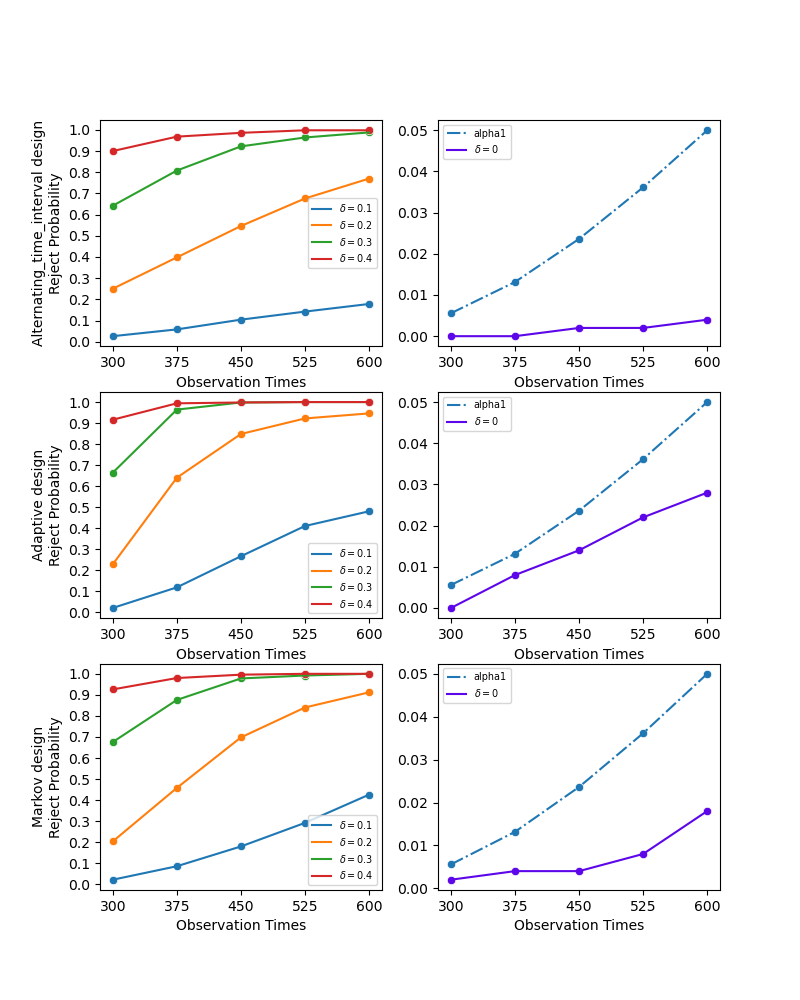 Alternating_time_interval design
Reject Probability
1.0
0.9
0.8
0.7
0.6
0.5
0.4
0.3
0.2
0.1
0.0
δ = 0.1
δ = 0.2
δ = 0.3
δ = 0.4
300 375 450 525 600
Observation Times
0.05
0.04
0.03
0.02
0.01
0.00
alpha1
δ = 0
300 375 450 525 600
Observation Times
Adaptive design
Reject Probability
1.0
0.9
0.8
0.7
0.6
0.5
0.4
0.3
0.2
0.1
0.0
δ = 0.1
δ = 0.2
δ = 0.3
δ = 0.4
300 375 450 525 600
Observation Times
0.05
0.04
0.03
0.02
0.01
0.00
alpha1
δ = 0
300 375 450 525 600
Observation Times
Markov design
Reject Probability
1.0
0.9
0.8
0.7
0.6
0.5
0.4
0.3
0.2
0.1
0.0
δ = 0.1
δ = 0.2
δ = 0.3
δ = 0.4
300 375 450 525 600
Observation Times
0.05
0.04
0.03
0.02
0.01
0.00
alpha1
δ = 0
300 375 450 525 600
Observation Times